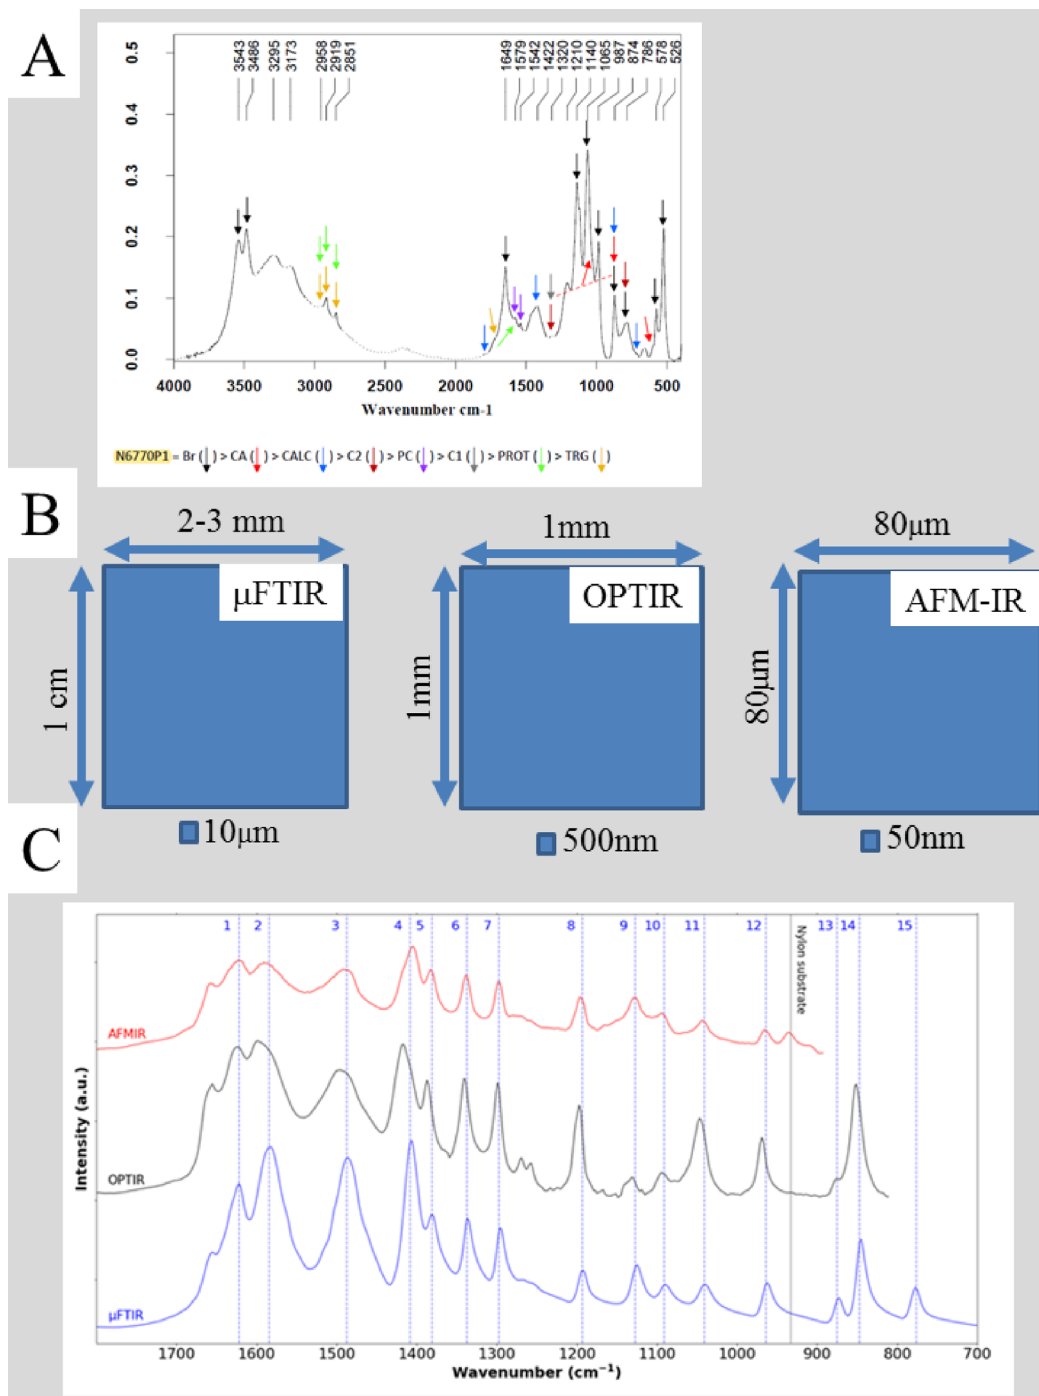 A
3543
3486
3295
3173
2958
2919
2851
1649
1579
1542
1422
1320
1210
1140
1065
987
874
786
578
526
0.5
0.4
0.3
0.2
0.1
0.0
4000 3500 3000 2500 2000 1500 1000 500
Wavenumber cm-1
N6770P1 = Br (↓) > CA (↓) > CALC (↓) > C2 (↓) > PC (↓) > C1 (↓) > PROT (↓) > TRG (↓)
B
2-3 mm
1mm
80µm
µFTIR
OPTIR
AFM-IR
1 cm
1mm
80µm
10µm
500nm
50nm
C
1 2 3 4 5 6 7 8 9 10 11 12 13 14 15
Nylon substrate
AFMIR
OPTIR
µFTIR
Intensity (a.u.)
1700 1600 1500 1400 1300 1200 1100 1000 900 800 700
Wavenumber (cm⁻¹)